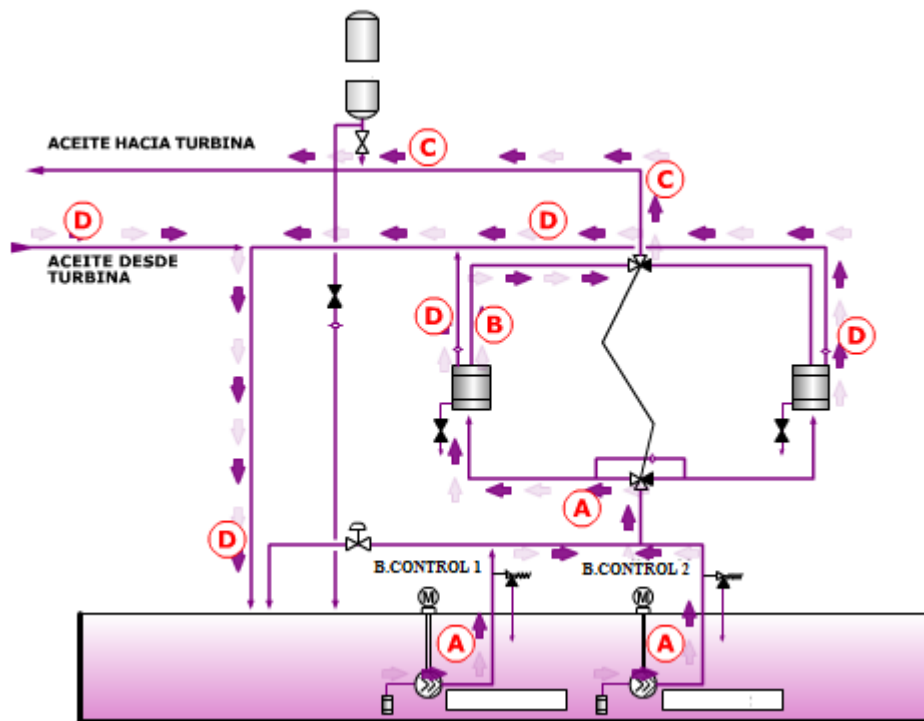 ACEITE HACIA TURBINA
C
C
D
D
ACEITE DESDE
TURBINA
D
B
D
A
D
B.CONTROL 1
B.CONTROL 2
M
M
A
A